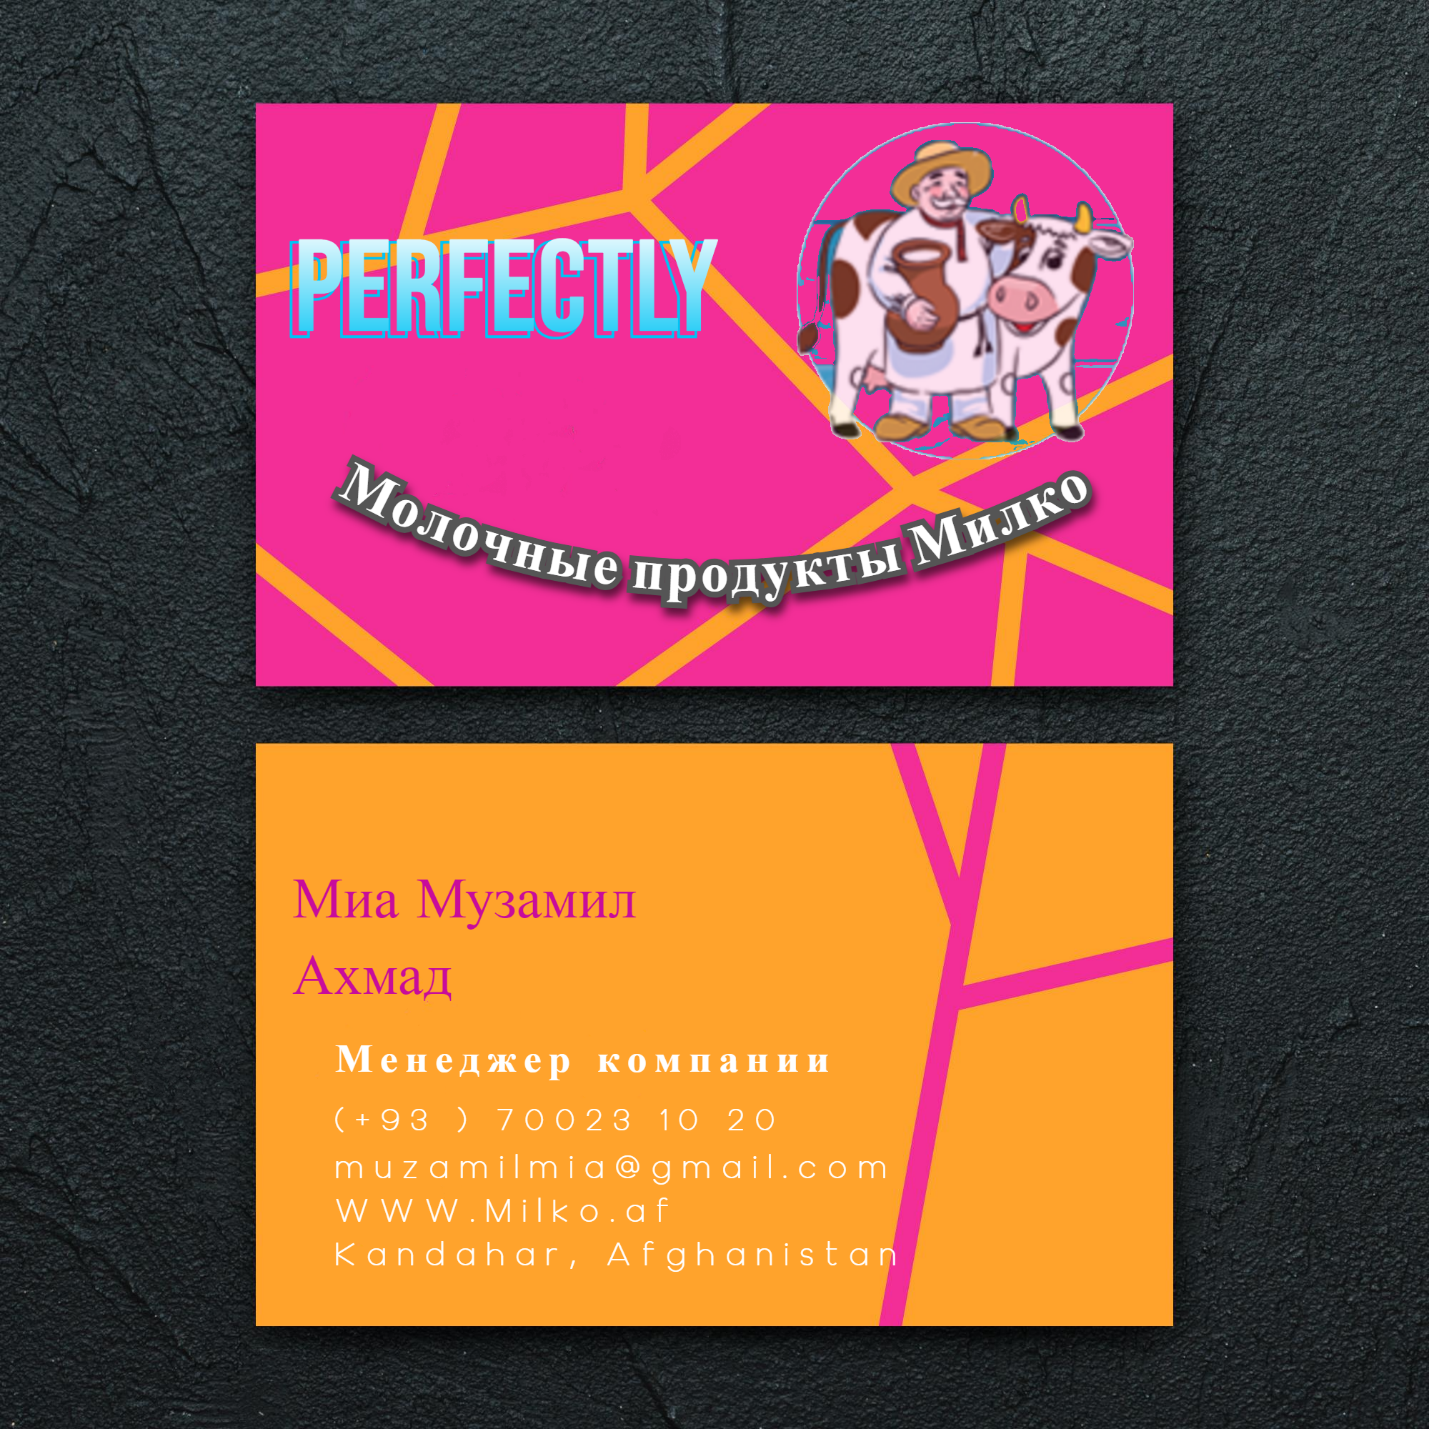 PERFECTLY
Молочные продукты Милко
Миа Музамил
Ахмад
Менеджер компании
(+93 ) 70023 10 20
muzamilmia@gmail.com
WWW.Milko.af
Kandahar, Afghanistan